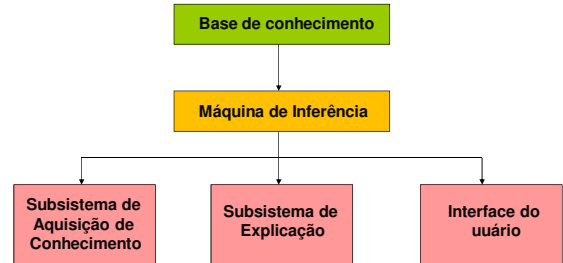 Base de conhecimento
Máquina de Inferência
Subsistema de
Aquisição de
Conhecimento
Subsistema de
Explicação
Interface do
uuário